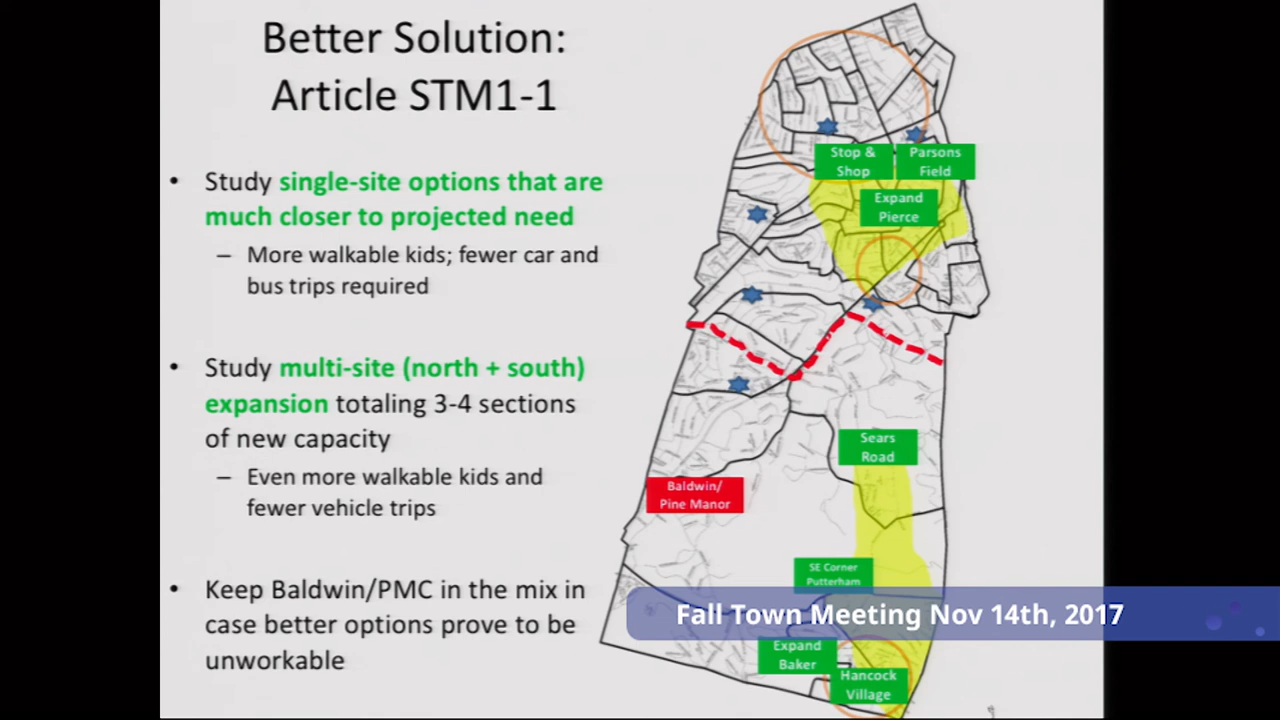 Better Solution:
Article STM1-1
• Study single-site options that are
much closer to projected need
– More walkable kids; fewer car and
bus trips required
• Study multi-site (north + south)
expansion totaling 3-4 sections
of new capacity
– Even more walkable kids and
fewer vehicle trips
• Keep Baldwin/PMC in the mix in
case better options prove to be
unworkable
Stop &
Shop
Parsons
Field
Expand
Pierce
Sears
Road
Baldwin/
Pine Manor
SE Corner
Putterham
Fall Town Meeting Nov 14th, 2017
Expand
Baker
Hancock
Village